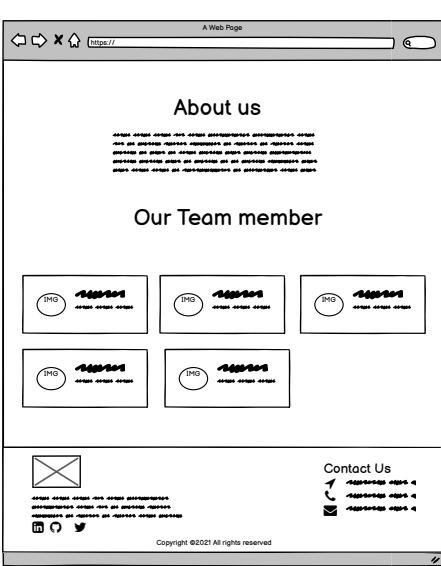 A Web Page
https://
About us
Our Team member
IMG
IMG
IMG
IMG
IMG
Contact Us
in
Copyright ©2021 All rights reserved